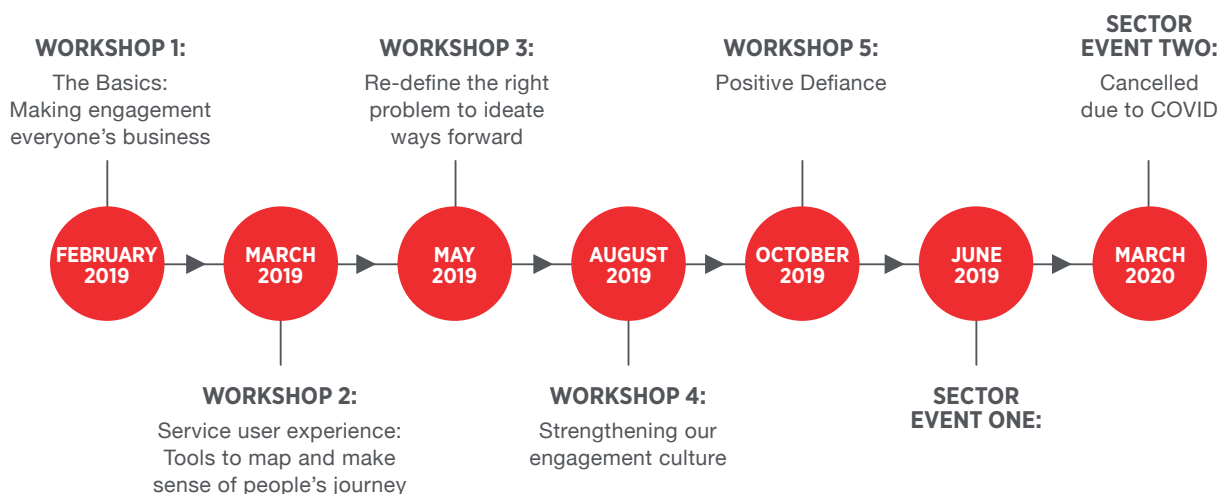 WORKSHOP 1:
The Basics:
Making engagement
everyone's business
WORKSHOP 3:
Re-define the right
problem to ideate
ways forward
WORKSHOP 5:
Positive Defiance
SECTOR
EVENT TWO:
Cancelled
due to COVID
FEBRUARY
2019
MARCH
2019
MAY
2019
AUGUST
2019
OCTOBER
2019
JUNE
2019
MARCH
2020
WORKSHOP 2:
Service user experience:
Tools to map and make
sense of people's journey
WORKSHOP 4:
Strengthening our
engagement culture
SECTOR
EVENT ONE: